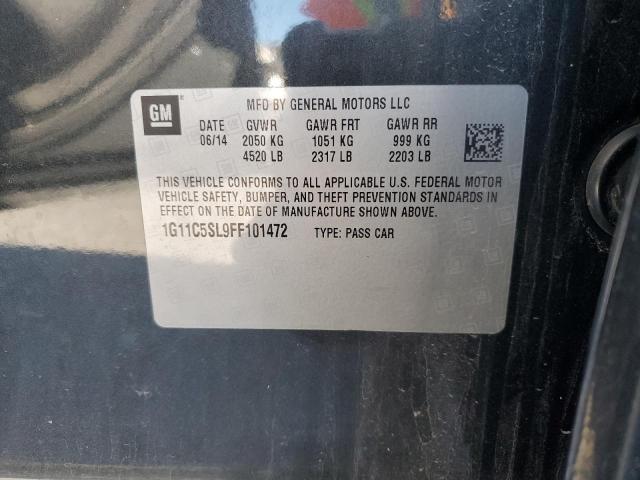 GM
MFD BY GENERAL MOTORS LLC
DATE GVWR GAWR FRT GAWR RR
06/14 2050 KG 1051 KG 999 KG
4520 LB 2317 LB 2203 LB
THIS VEHICLE CONFORMS TO ALL APPLICABLE U.S. FEDERAL MOTOR
VEHICLE SAFETY, BUMPER, AND THEFT PREVENTION STANDARDS IN
EFFECT ON THE DATE OF MANUFACTURE SHOWN ABOVE.
1G11C5SL9FF101472 TYPE: PASS CAR